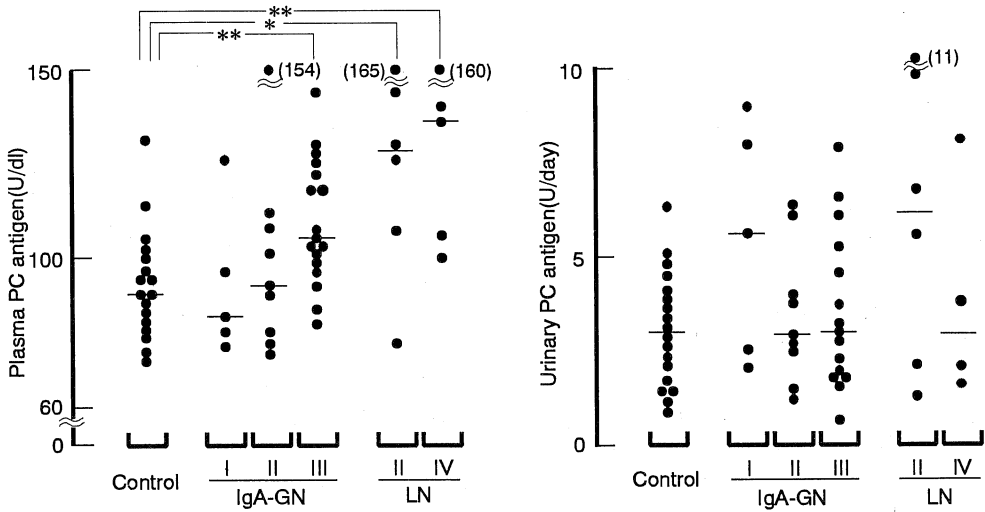 **
*
**
150
(154)
(165)
(160)
100
60
0
Plasma PC antigen(U/dl)
Control
I
II
III
II
IV
IgA-GN
LN
10
(11)
5
0
Urinary PC antigen(U/day)
Control
I
II
III
II
IV
IgA-GN
LN